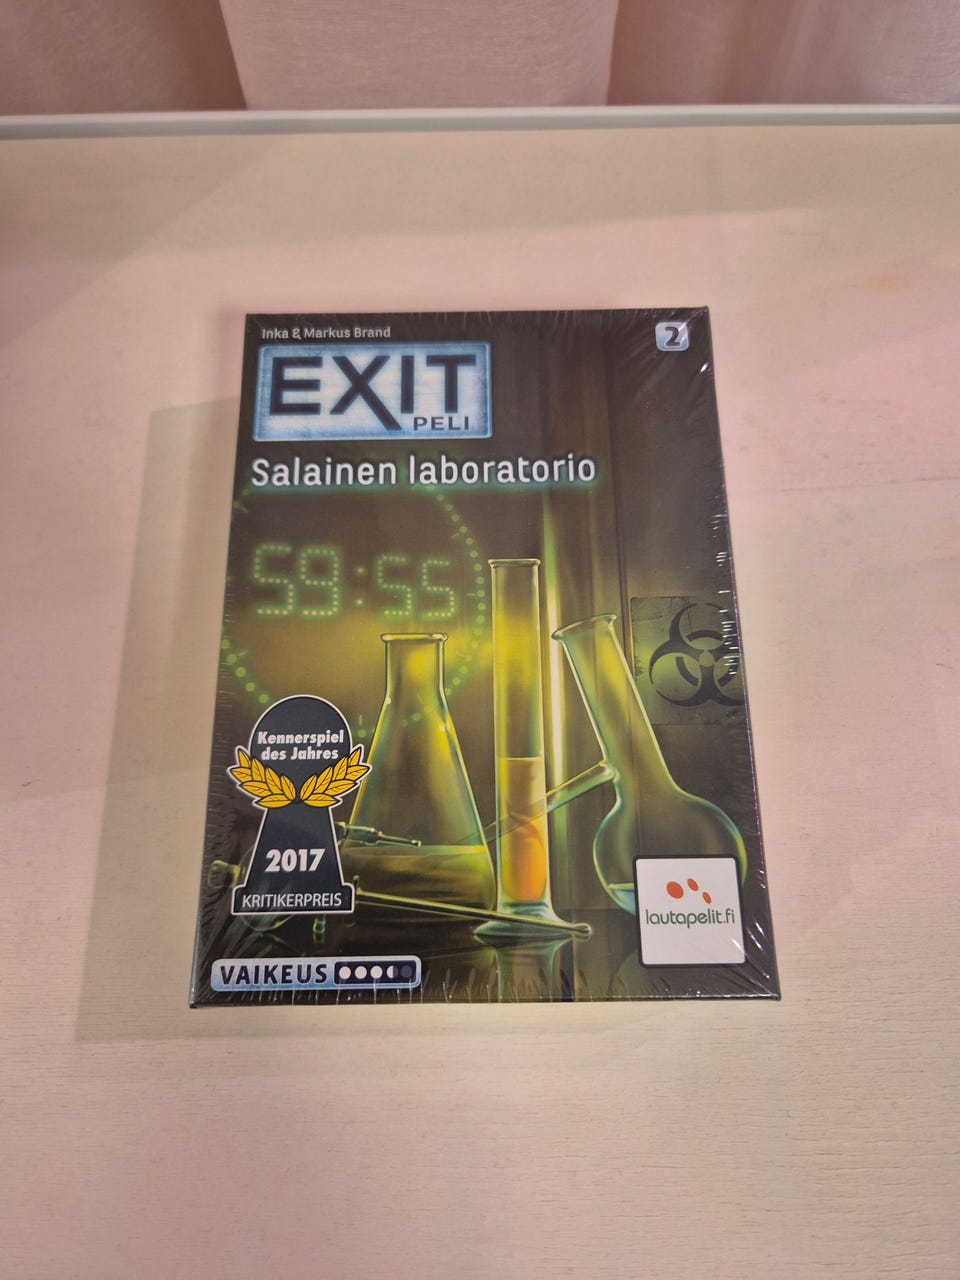 Inka & Markus Brand
2
EXIT
PELI
Salainen laboratorio
59:55
Kennerspiel
des Jahres
2017
KRITIKERPREIS
lautapelit.fi
VAIKEUS